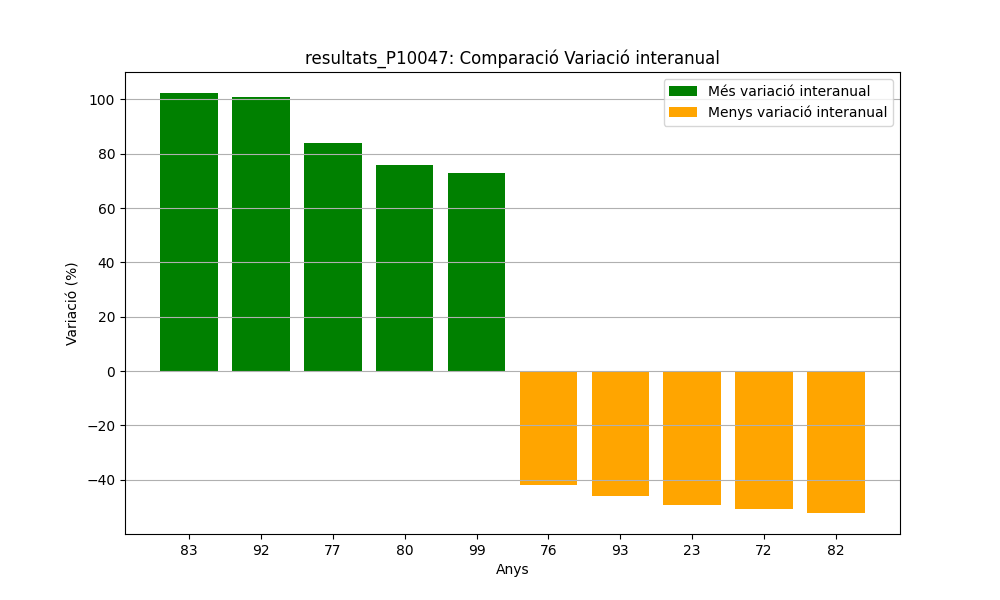 resultats_P10047: Comparació Variació interanual
Més variació interanual
Menys variació interanual
Variació (%)
100
80
60
40
20
0
−20
−40
83 92 77 80 99 76 93 23 72 82
Anys